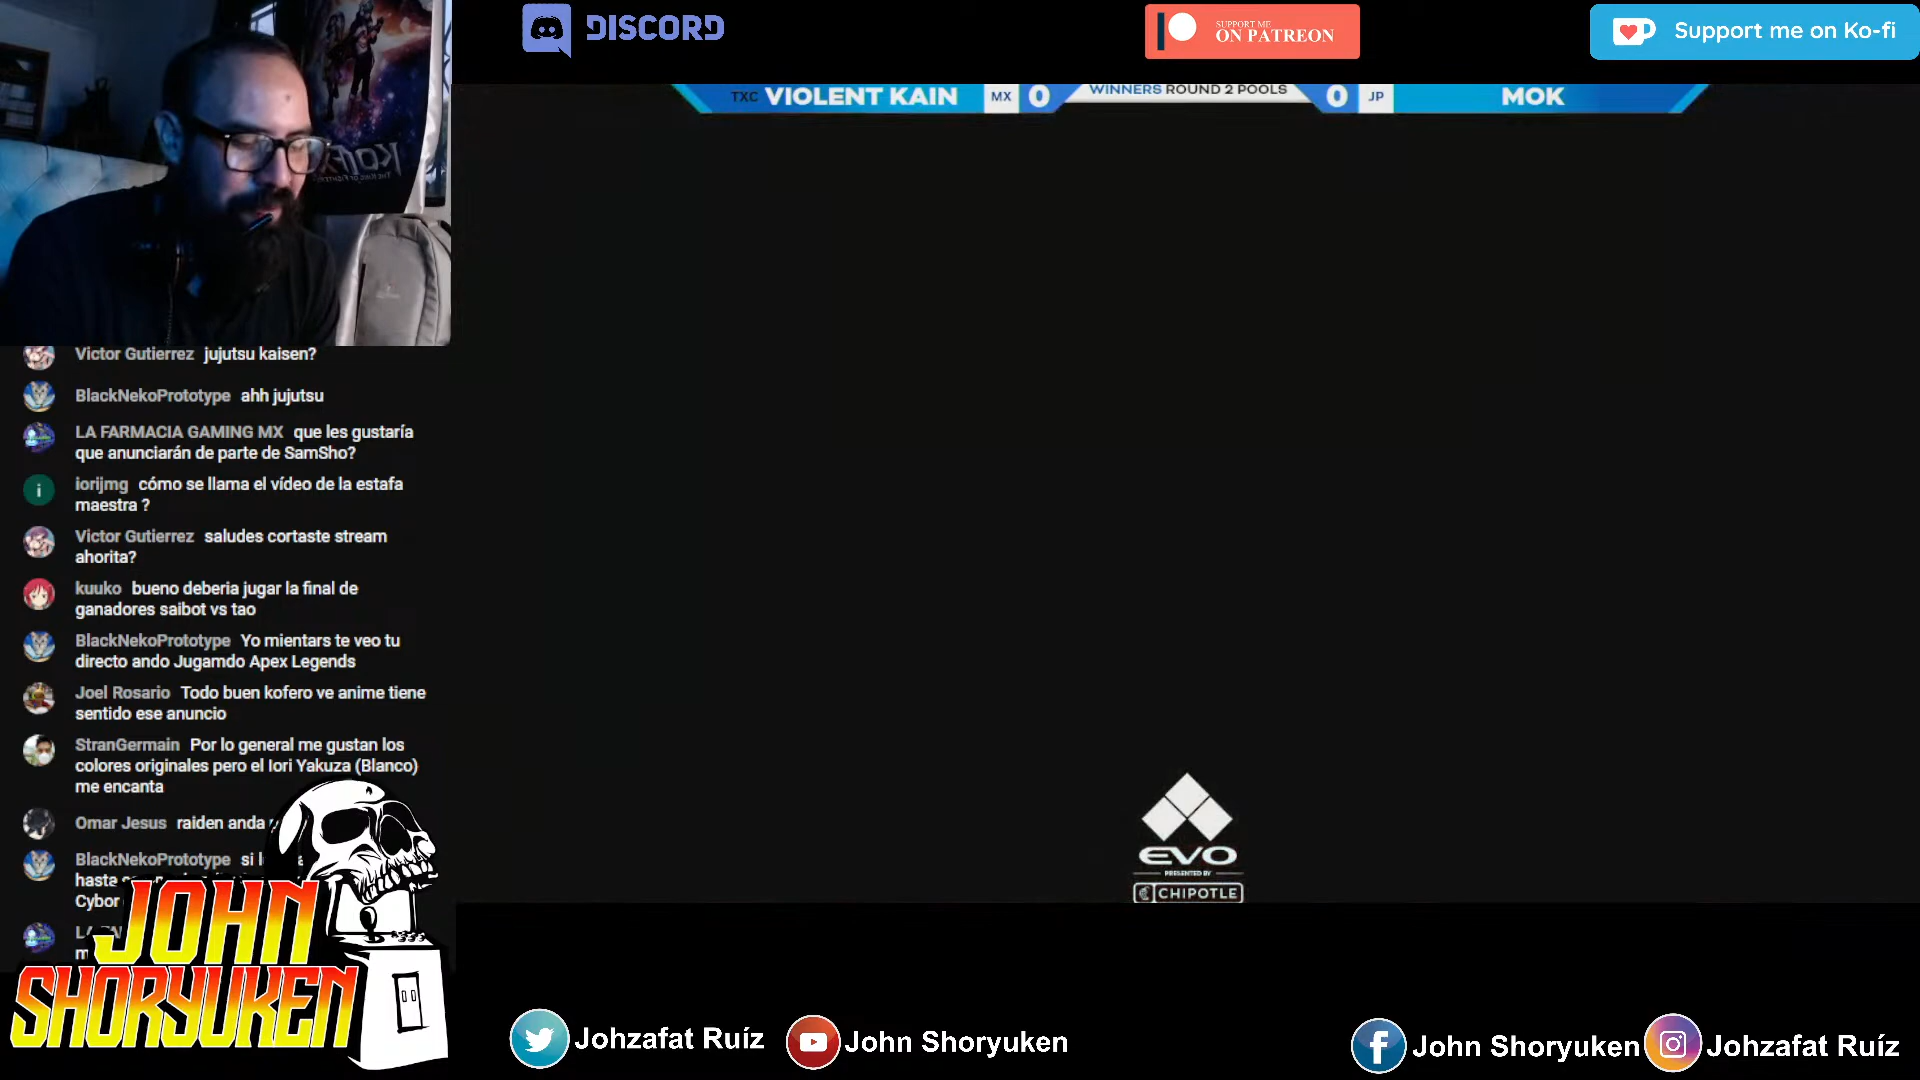 DISCORD
SUPPORT ME
ON PATREON
Support me on Ko-fi
TXC VIOLENT KAIN MX 0 WINNERS ROUND 2 POOLS 0 JP MOK
Victor Gutierrez jujutsu kaisen?
BlackNekoPrototype ahh jujutsu
LA FARMACIA GAMING MX que les gustaría
que anunciarán de parte de SamSho?
i iorijmg cómo se llama el vídeo de la estafa
maestra ?
Victor Gutierrez saludes cortaste stream
ahorita?
kuuko bueno deberia jugar la final de
ganadores saibot vs tao
BlackNekoPrototype Yo mientars te veo tu
directo ando Jugamdo Apex Legends
Joel Rosario Todo buen kofero ve anime tiene
sentido ese anuncio
StranGermain Por lo general me gustan los
colores originales pero el Iori Yakuza (Blanco)
me encanta
Omar Jesus raiden anda
BlackNekoPrototype si
hasta
Cybor
JOHN
SHORYUKEN
EVO
PRESENTED BY
CHIPOTLE
Johzafat Ruíz
John Shoryuken
John Shoryuken
Johzafat Ruíz